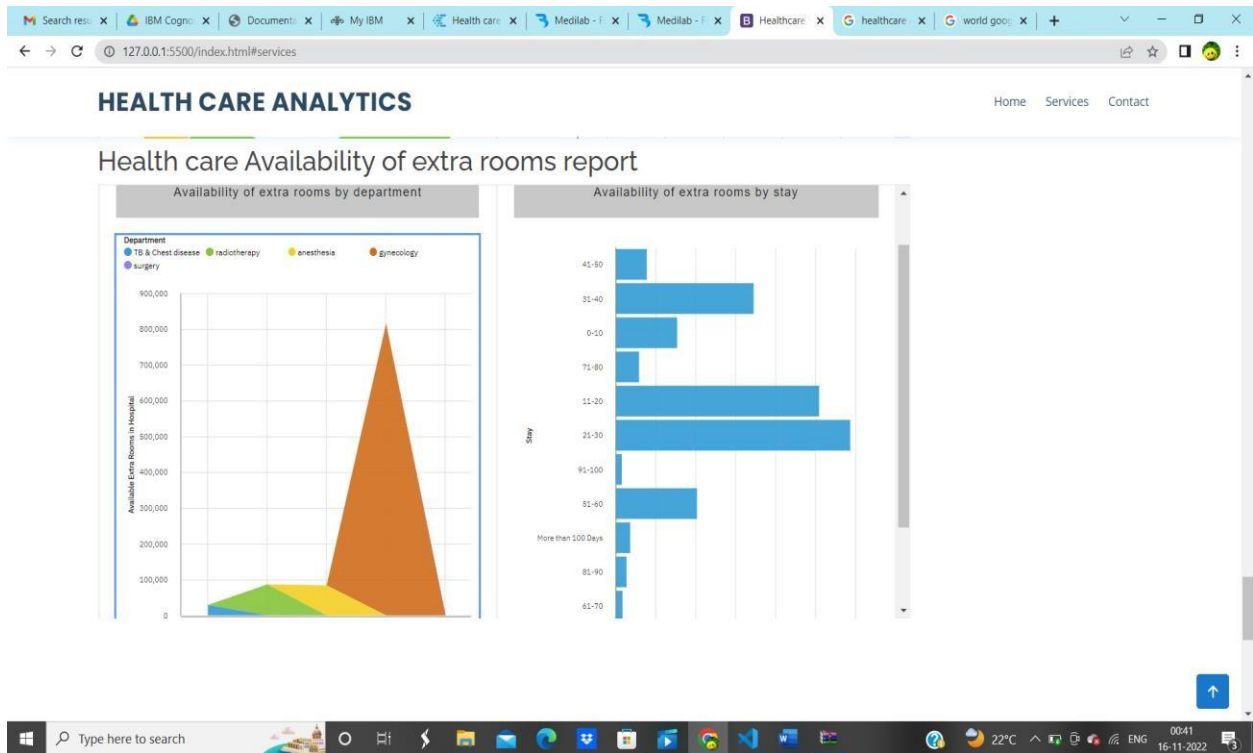 Search resu
IBM Cogno
Documenta
My IBM
Health care
Medilab - F
Medilab - F
Healthcare
healthcare
world goog
127.0.0.1:5500/index.html#services
HEALTH CARE ANALYTICS
Home Services Contact
Health care Availability of extra rooms report
Availability of extra rooms by department
Department
TB & Chest disease radiotherapy anesthesia gynecology
surgery
Available Extra Rooms in Hospital
900,000
800,000
700,000
600,000
500,000
400,000
300,000
200,000
100,000
0
Availability of extra rooms by stay
Stay
41-50
31-40
0-10
71-80
11-20
21-30
91-100
51-60
More than 100 Days
81-90
61-70
Type here to search
22°C
ENG
00:41
16-11-2022